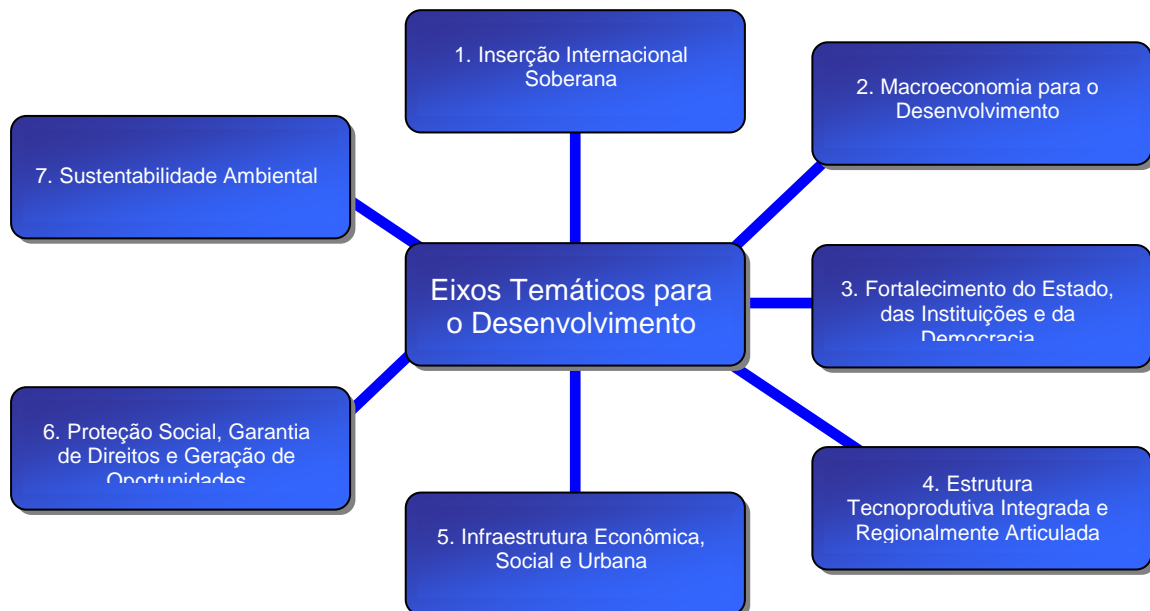 1. Inserção Internacional
Soberana
2. Macroeconomia para o
Desenvolvimento
7. Sustentabilidade Ambiental
Eixos Temáticos para
o Desenvolvimento
3. Fortalecimento do Estado,
das Instituições e da
Democracia
6. Proteção Social, Garantia
de Direitos e Geração de
Oportunidades
4. Estrutura
Tecnoprodutiva Integrada e
Regionalmente Articulada
5. Infraestrutura Econômica,
Social e Urbana